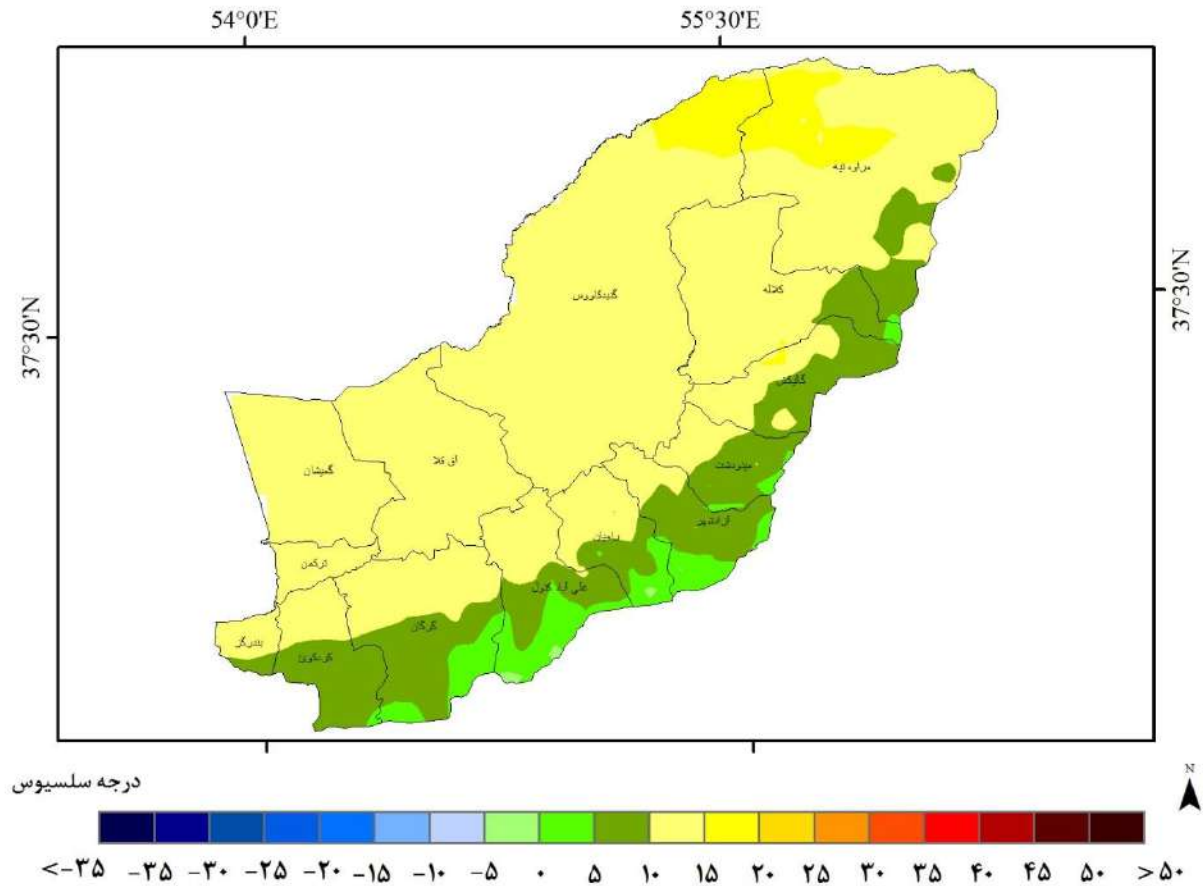 54°0'E 55°30'E
37°30'N
37°30'N
مراوه تپه
گنبدکاووس
کلاله
گالیکش
گمیشان
آق قلا
مینودشت
آزادشهر
رامیان
ترکمن
علی آباد کتول
گرگان
بندرگز
کردکوی
درجه سلسیوس
N
<-۳۵ -۳۵ -۳۰ -۲۵ -۲۰ -۱۵ -۱۰ -۵ ۰ ۵ ۱۰ ۱۵ ۲۰ ۲۵ ۳۰ ۳۵ ۴۰ ۴۵ ۵۰ >۵۰